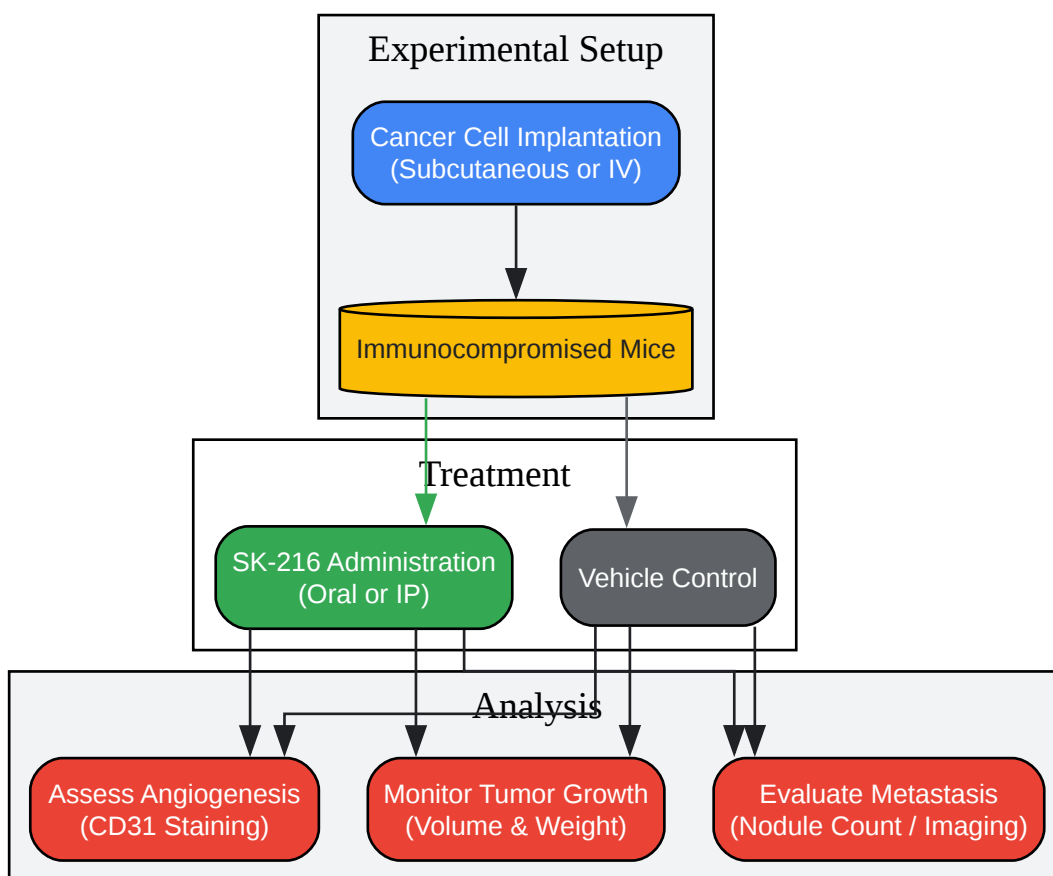 Experimental Setup
Cancer Cell Implantation
(Subcutaneous or IV)
Immunocompromised Mice
Treatment
SK-216 Administration
(Oral or IP)
Vehicle Control
Analysis
Assess Angiogenesis
(CD31 Staining)
Monitor Tumor Growth
(Volume & Weight)
Evaluate Metastasis
(Nodule Count / Imaging)